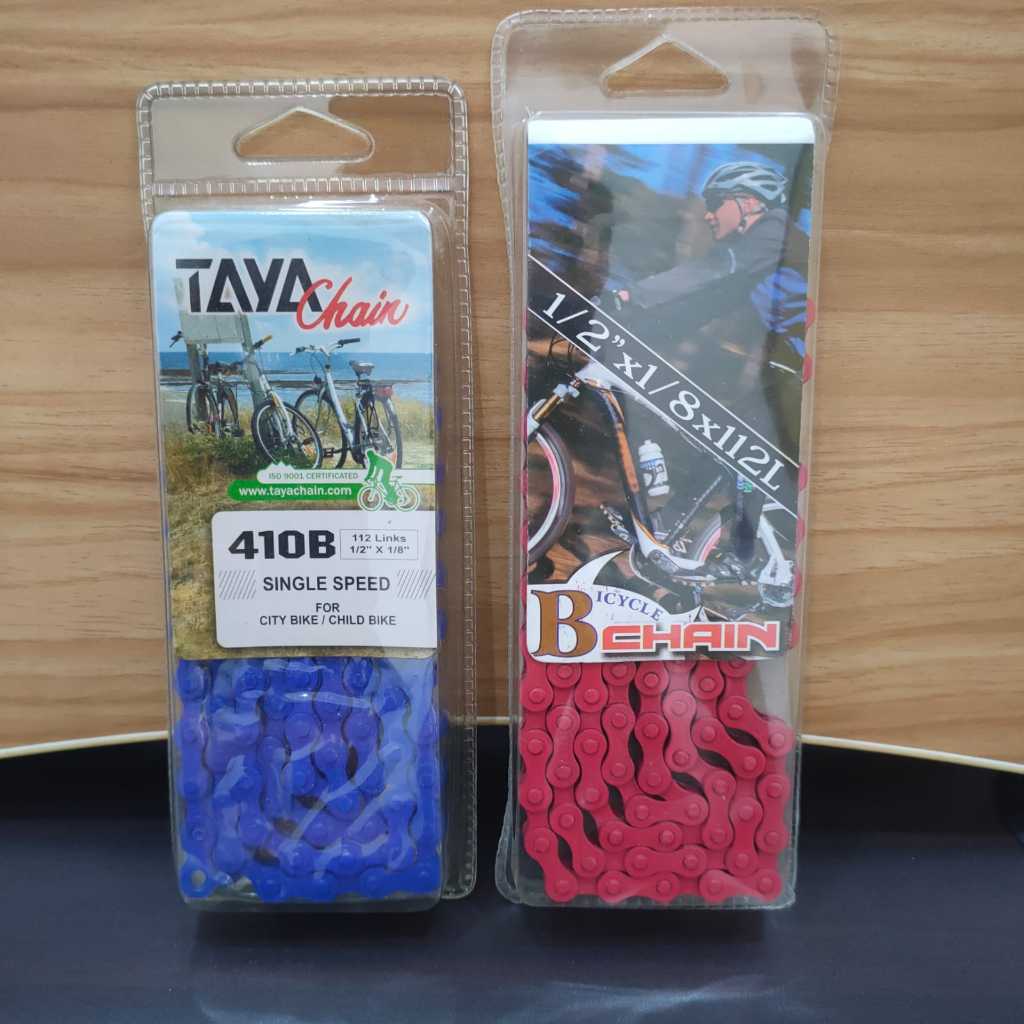 TAYA
Chain
ISO 9001 CERTIFICATED
www.tayachain.com
410B
112 Links
1/2" X 1/8"
SINGLE SPEED
FOR
CITY BIKE / CHILD BIKE
1/2”x1/8x112L
BICYCLE
CHAIN